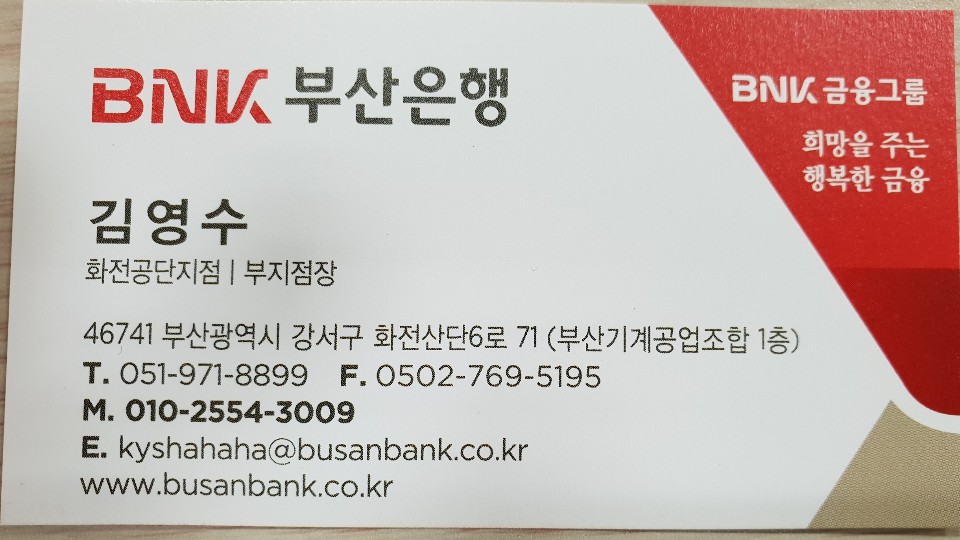 BNK 부산은행
BNK 금융그룹
희망을 주는
행복한 금융
김영수
화전공단지점 | 부지점장
46741 부산광역시 강서구 화전산단6로 71 (부산기계공업조합 1층)
T. 051-971-8899 F. 0502-769-5195
M. 010-2554-3009
E. kyshahaha@busanbank.co.kr
www.busanbank.co.kr